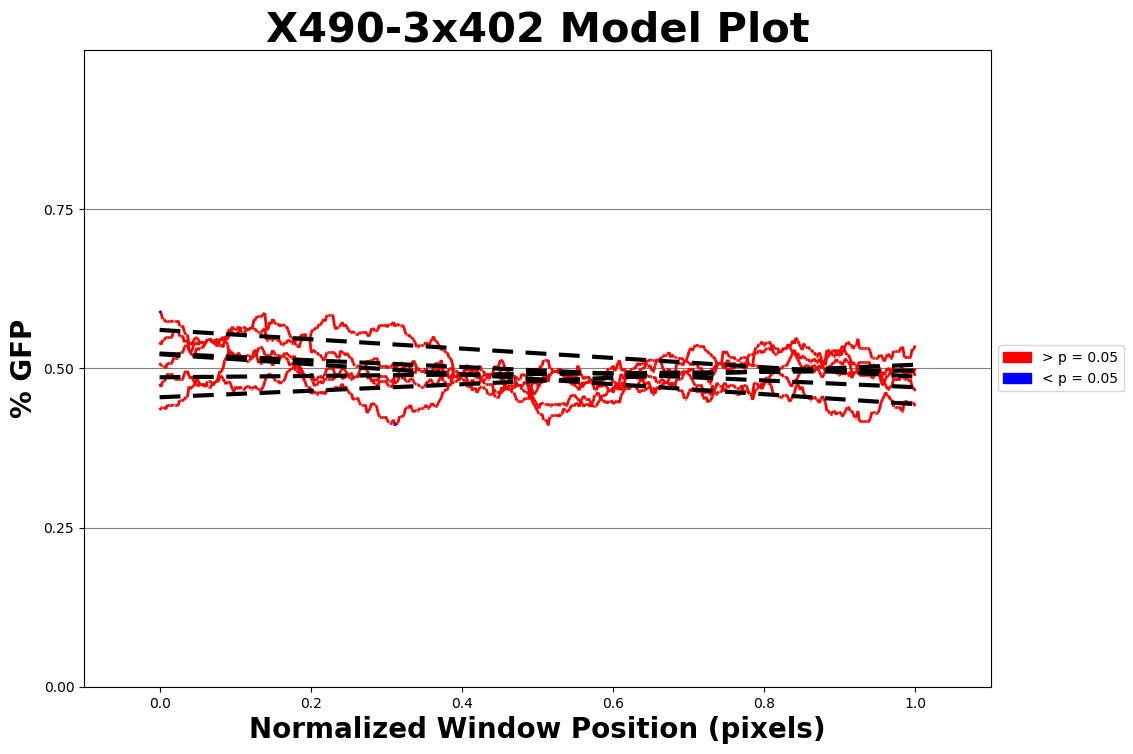 X490-3x402 Model Plot
% GFP
0.75
0.50
0.25
0.00
0.0 0.2 0.4 0.6 0.8 1.0
Normalized Window Position (pixels)
> p = 0.05
< p = 0.05